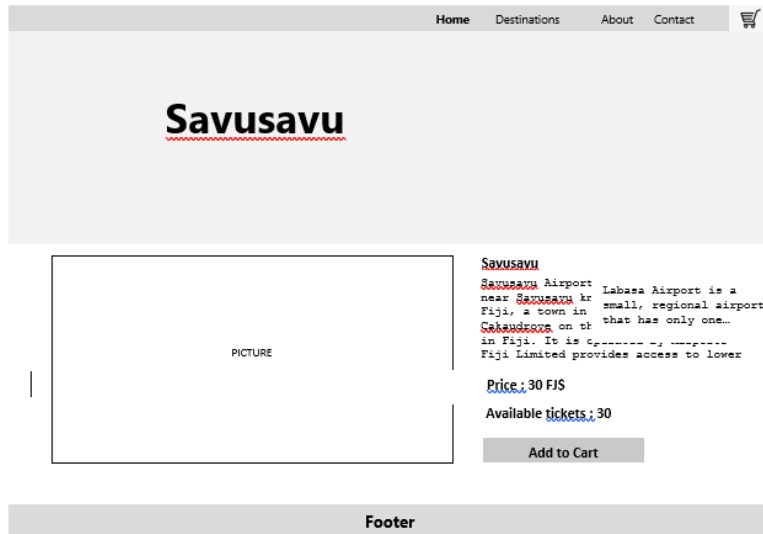 Home Destinations About Contact
Savusavu
PICTURE
Savusavu
Savusavu Airport
near Savusavu
Fiji, a town in
Cakaudrove on
in Fiji. It is
Fiji Limited provides access to lower
Labasa Airport is a
small, regional airport
that has only one…
Price : 30 FJ$
Available tickets : 30
Add to Cart
Footer